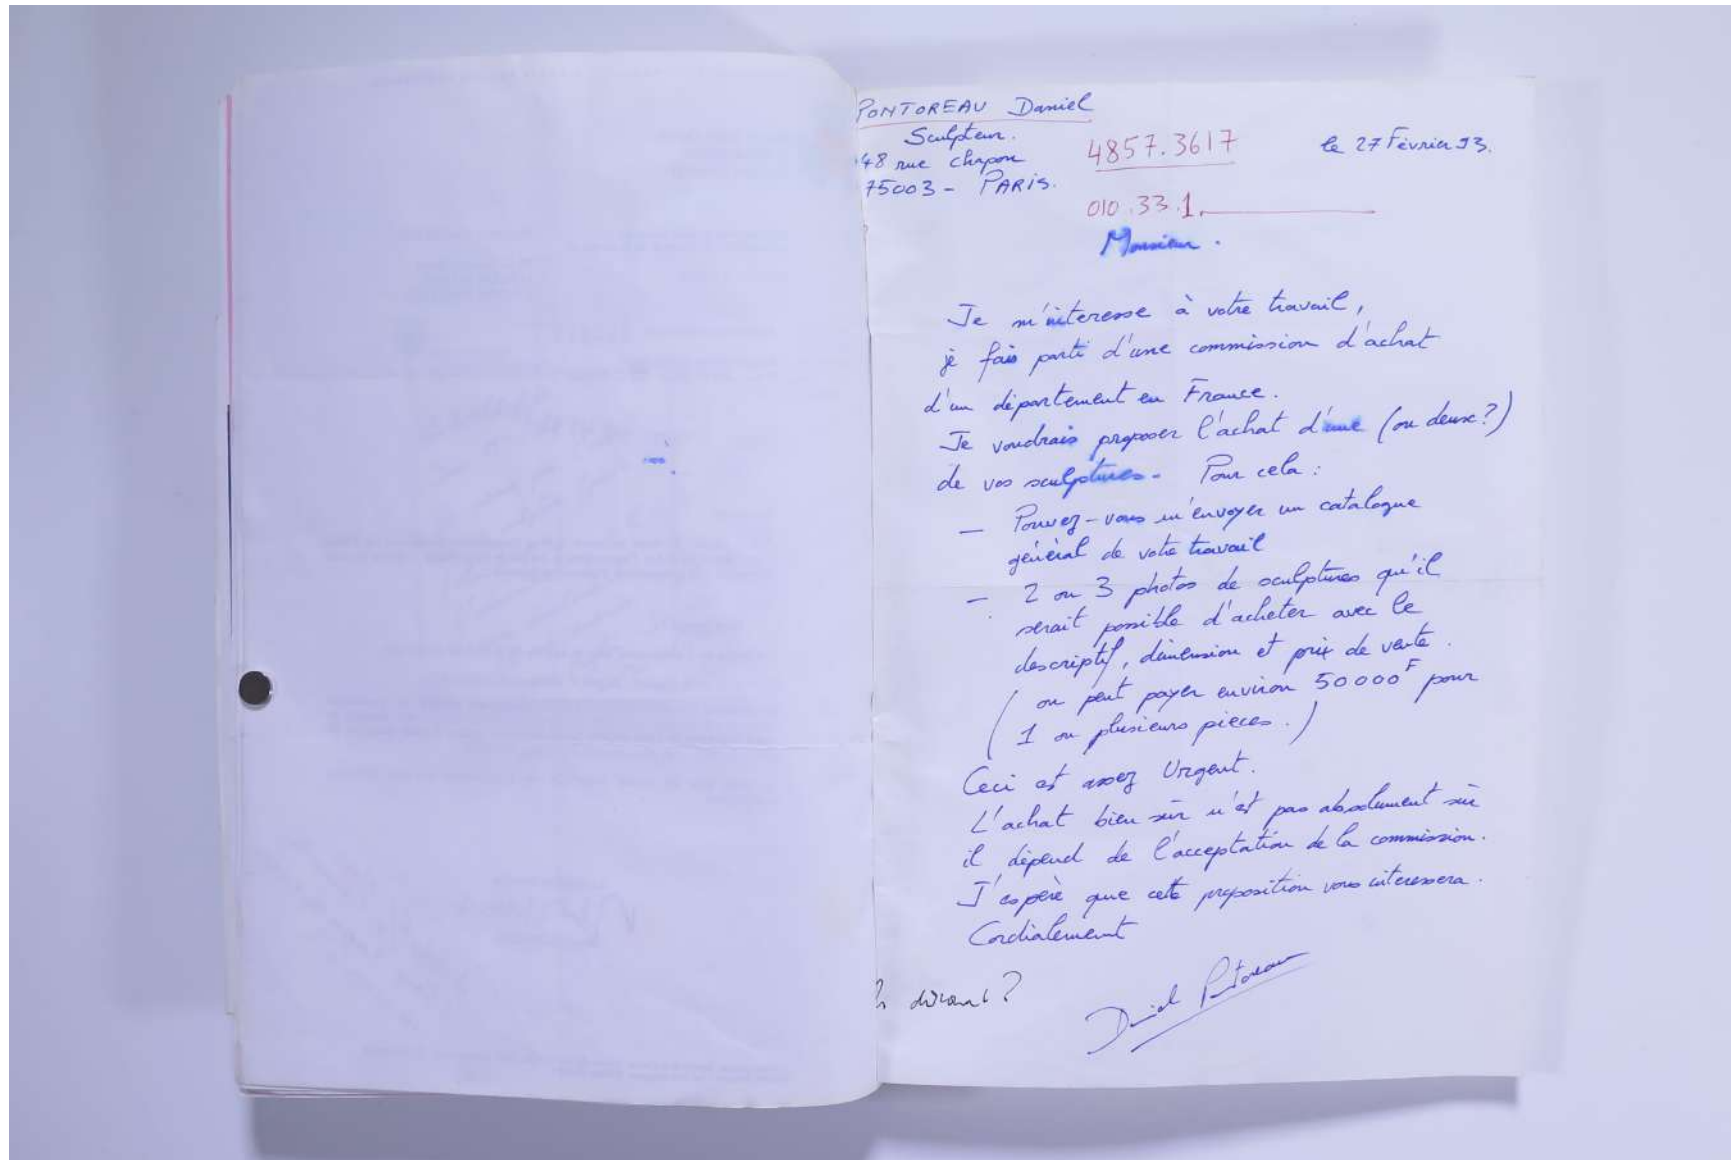 PONTOREAU Daniel
Sculpteur.
48 rue chapon
75003 - PARIS.
4857.3617
le 27 Février 93.
010.33.1.
Monsieur.
Je m'interesse à votre travail,
je fais parti d'une commission d'achat
d'un département en France.
Je voudrais proposer l'achat d'une (ou deux?)
de vos sculptures. Pour cela :
- Pouvez-vous m'envoyer un catalogue
général de votre travail
- 2 ou 3 photos de sculptures qu'il
serait possible d'acheter avec le
descriptif, dimension et prix de vente.
( on peut payer environ 50000F pour
1 ou plusieurs pièces. )
Ceci est assez Urgent.
L'achat bien sûr n'est pas absolument sûr
il dépend de l'acceptation de la commission.
J'espère que cette proposition vous interessera.
Cordialement
Daniel Pontoreau